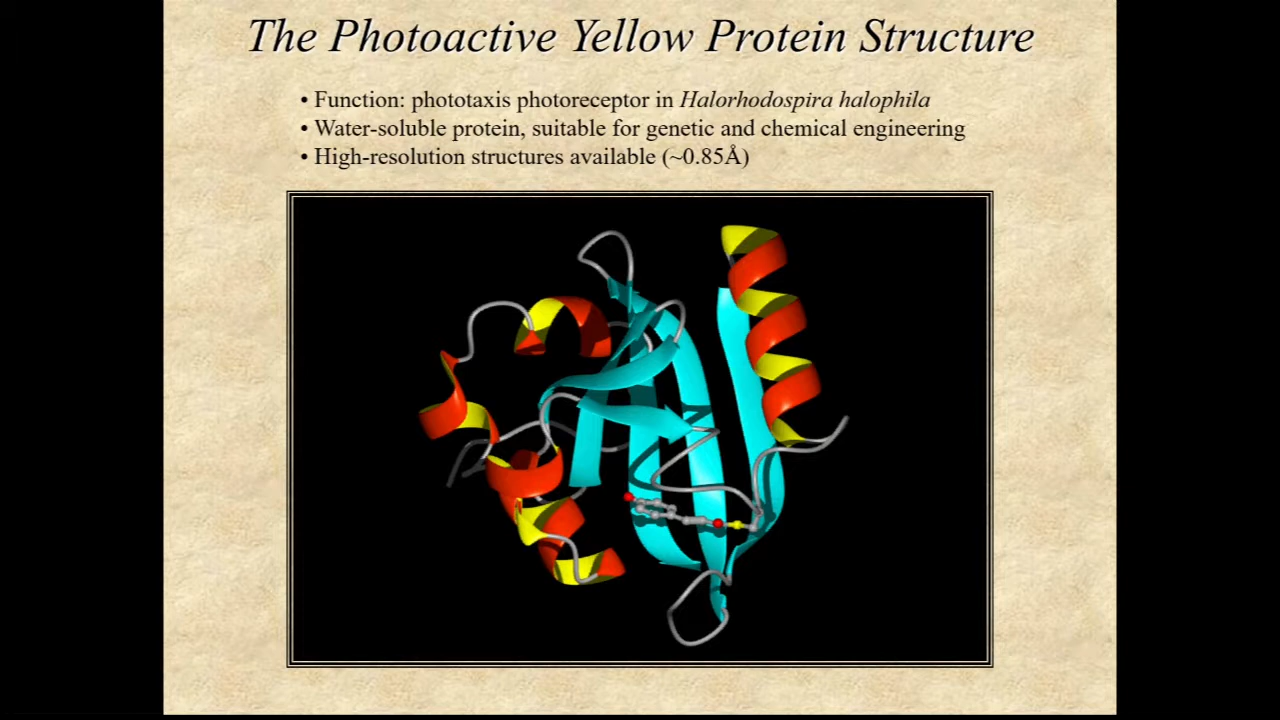 The Photoactive Yellow Protein Structure
• Function: phototaxis photoreceptor in Halorhodospira halophila
• Water-soluble protein, suitable for genetic and chemical engineering
• High-resolution structures available (~0.85Å)